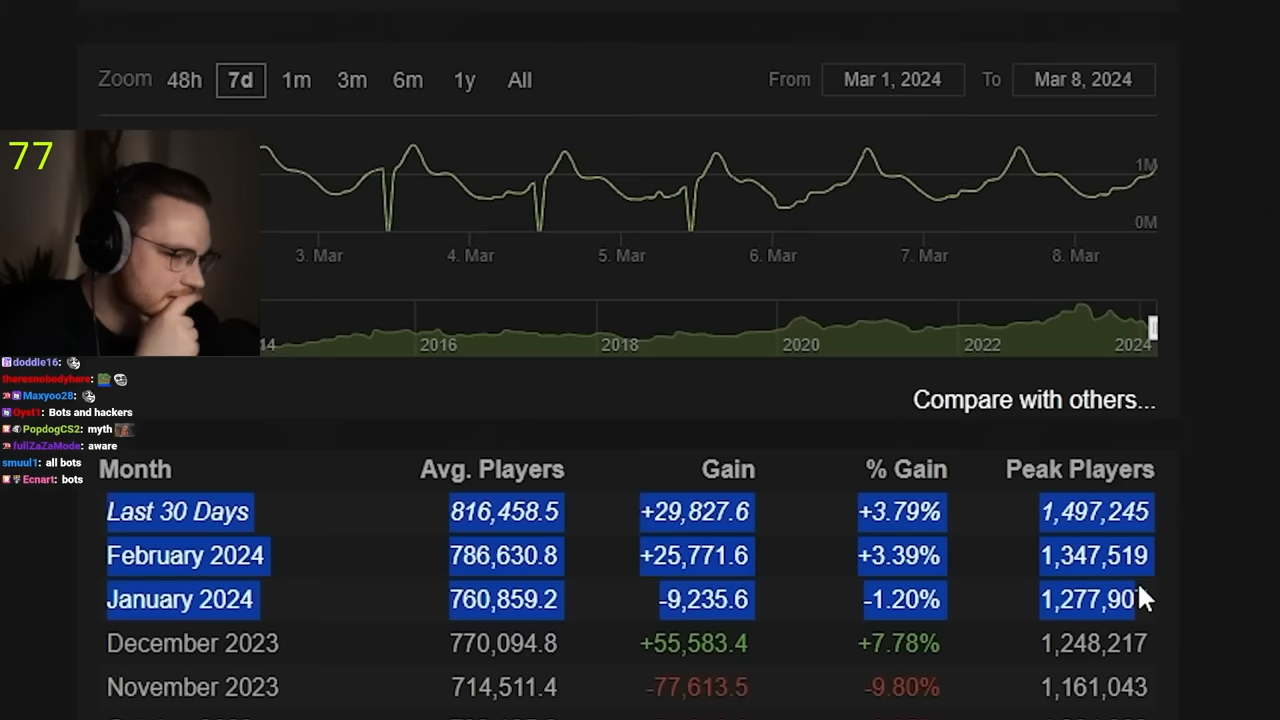 Zoom 48h 7d 1m 3m 6m 1y All From Mar 1, 2024 To Mar 8, 2024
77
1M
0M
3. Mar 4. Mar 5. Mar 6. Mar 7. Mar 8. Mar
14 2016 2018 2020 2022 2024
doddle16:
theresnobodyhere:
Maxyoo28:
Oyst1: Bots and hackers
PopdogCS2: myth
fullZaZaMode: aware
smuul1: all bots
Ecnart: bots
Compare with others...
Month Avg. Players Gain % Gain Peak Players
Last 30 Days 816,458.5 +29,827.6 +3.79% 1,497,245
February 2024 786,630.8 +25,771.6 +3.39% 1,347,519
January 2024 760,859.2 -9,235.6 -1.20% 1,277,90
December 2023 770,094.8 +55,583.4 +7.78% 1,248,217
November 2023 714,511.4 -77,613.5 -9.80% 1,161,043